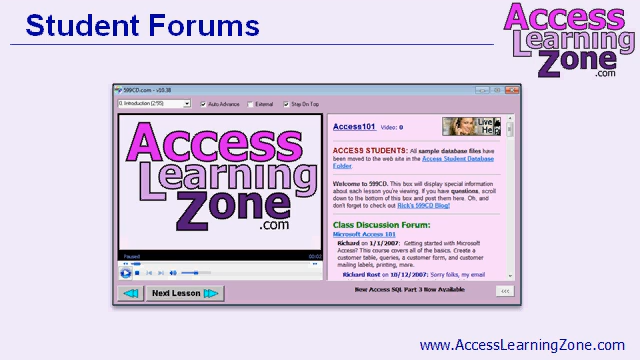 Student Forums
Access
Learning
Zone
.com
599CD.com - v10.38
0. Introduction (2:55)
Auto Advance
External
Stay On Top
Access
Learning
Zone
.com
Paused
00:02
Next Lesson
Access101 Video: 0
Live
Help
ACCESS STUDENTS: All sample database files have
been moved to the web site in the Access Student Database
Folder.
Welcome to 599CD. This box will display special information
about each lesson you're viewing. If you have questions, scroll
down to the bottom of this box and post them here. Oh, and
don't forget to check out Rick's 599CD Blog!
Class Discussion Forum:
Microsoft Access 101
Richard on 1/1/2007: Getting started with Microsoft
Access? This course covers all of the basics. Create a
customer table, queries, a customer form, and customer
mailing labels, printing, more.
Richard Rost on 10/12/2007: Sorry folks, my email
New Access SQL Part 3 Now Available
<<<
www.AccessLearningZone.com